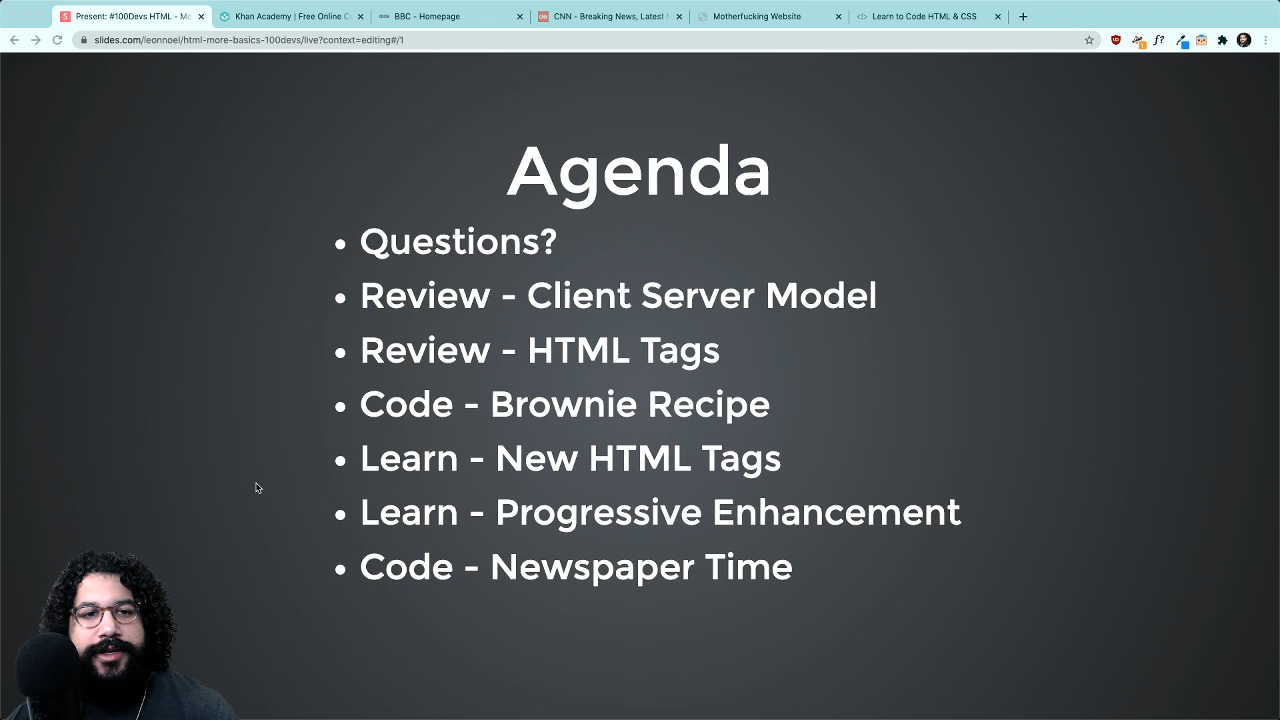 Present: #100Devs HTML - Mo
Khan Academy | Free Online C
BBC - Homepage
CNN - Breaking News, Latest N
Motherfucking Website
Learn to Code HTML & CSS
slides.com/leonnoel/html-more-basics-100devs/live?context=editing#/1
f?
Agenda
• Questions?
• Review - Client Server Model
• Review - HTML Tags
• Code - Brownie Recipe
• Learn - New HTML Tags
• Learn - Progressive Enhancement
• Code - Newspaper Time